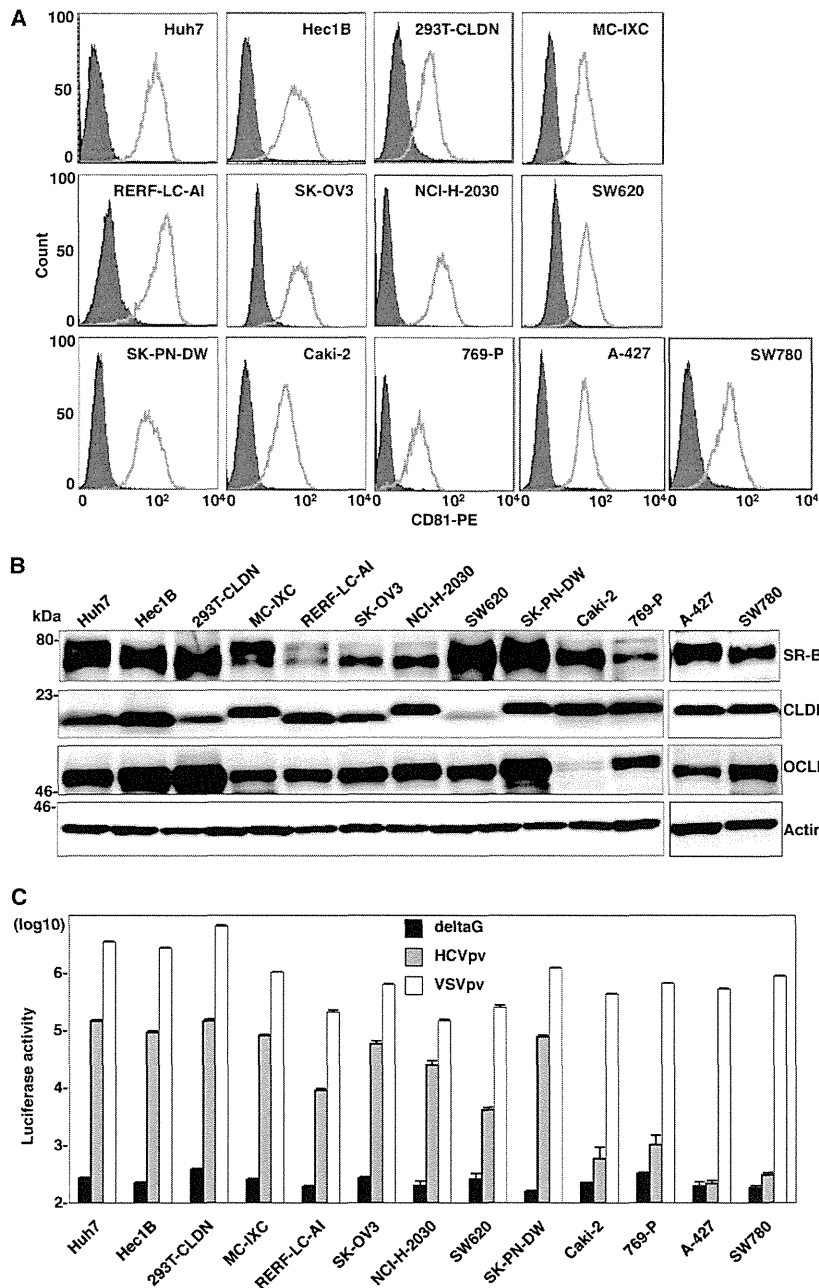 A
100
50
0
Huh7
Hec1B
293T-CLDN
MC-IXC
100
50
0
Count
RERF-LC-AI
SK-OV3
NCI-H-2030
SW620
100
50
0
SK-PN-DW
Caki-2
769-P
A-427
SW780
0 10² 10⁴ 0 10² 10⁴ 0 10² 10⁴ 0 10² 10⁴ 0 10² 10⁴
CD81-PE
B
kDa
Huh7
Hec1B
293T-CLDN
MC-IXC
RERF-LC-AI
SK-OV3
NCI-H-2030
SW620
SK-PN-DW
Caki-2
769-P
A-427
SW780
80-
SR-B
23-
CLD
OCL
46-
46-
Actin
C
(log10)
deltaG
HCVpv
VSVpv
6-
5-
4-
3-
2-
Luciferase activity
Huh7
Hec1B
293T-CLDN
MC-IXC
RERF-LC-AI
SK-OV3
NCI-H-2030
SW620
SK-PN-DW
Caki-2
769-P
A-427
SW780